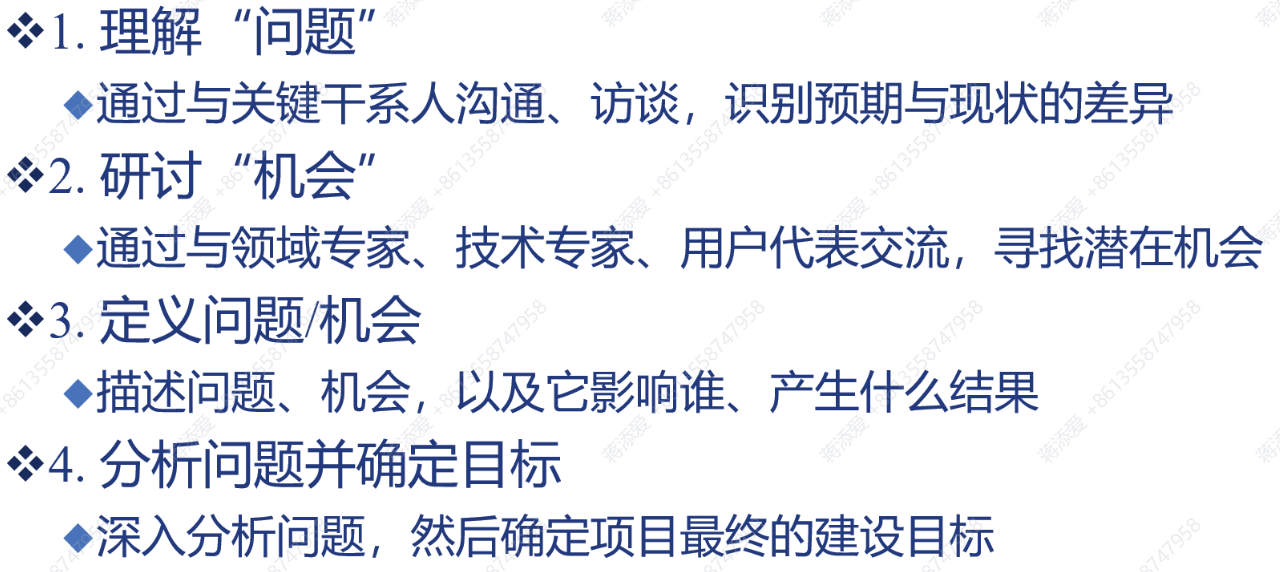 ❖1. 理解“问题”
◆通过与关键干系人沟通、访谈，识别预期与现状的差异
❖2. 研讨“机会”
◆通过与领域专家、技术专家、用户代表交流，寻找潜在机会
❖3. 定义问题/机会
◆描述问题、机会，以及它影响谁、产生什么结果
❖4. 分析问题并确定目标
◆深入分析问题，然后确定项目最终的建设目标
蒋添爱 +8613558747958